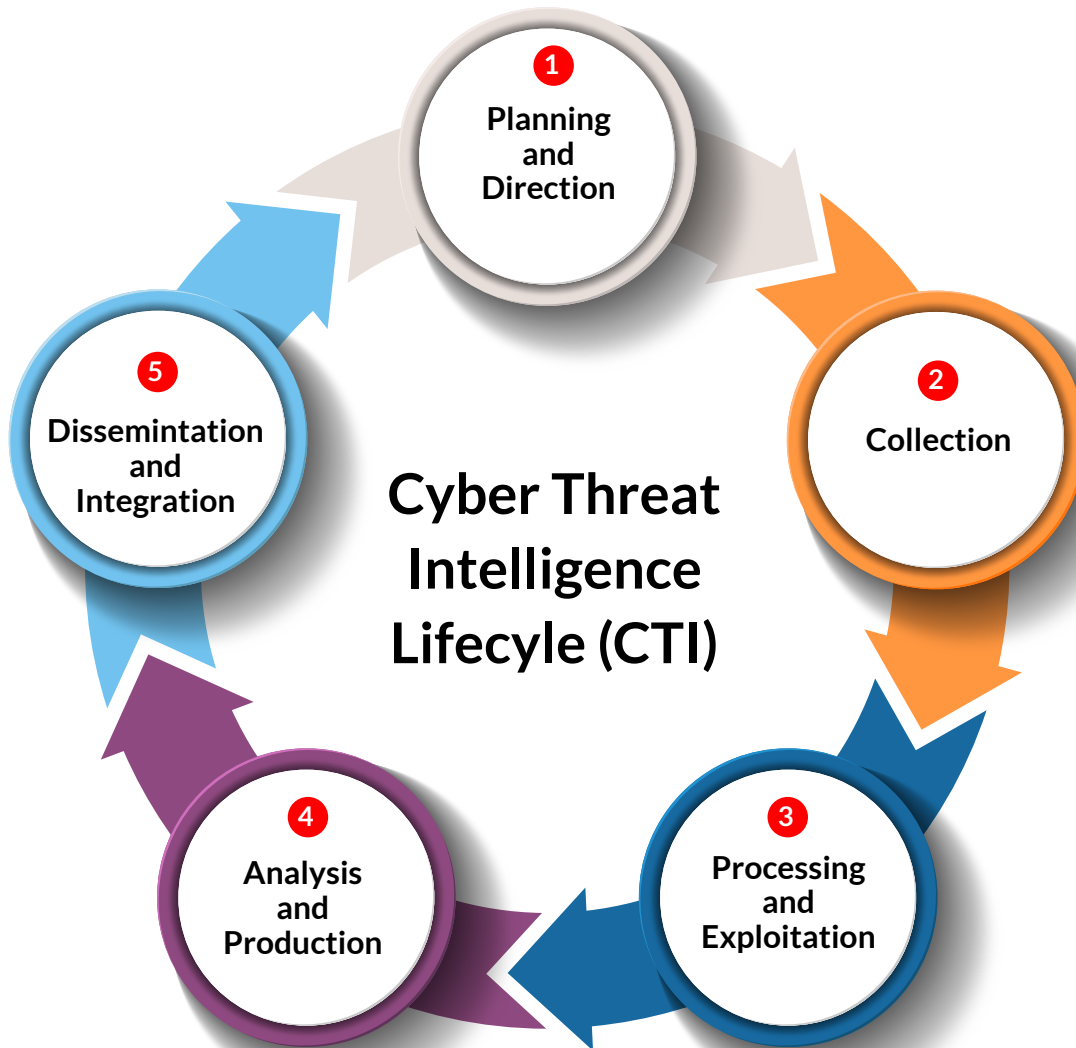 1
Planning
and
Direction
2
Collection
3
Processing
and
Exploitation
4
Analysis
and
Production
5
Dissemintation
and
Integration
Cyber Threat
Intelligence
Lifecyle (CTI)